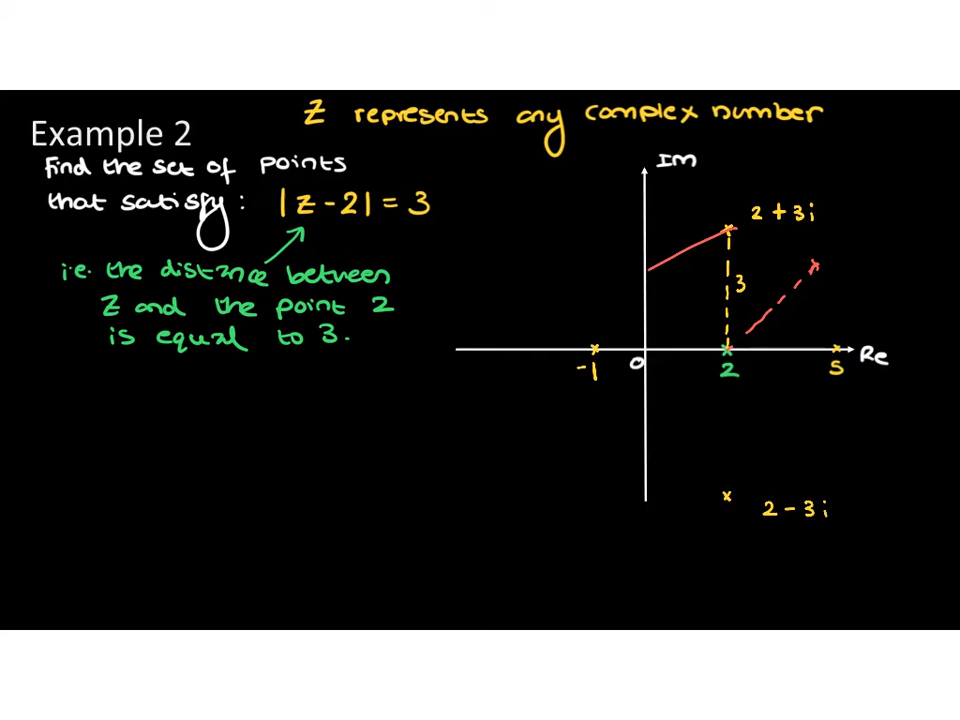 Z represents any complex number
Example 2
Find the set of points
that satisfy: |z-2| = 3
i.e. the distance between
Z and the point 2
is equal to 3.
Im
2 + 3i
3
-1
0
2
5
Re
2 - 3i